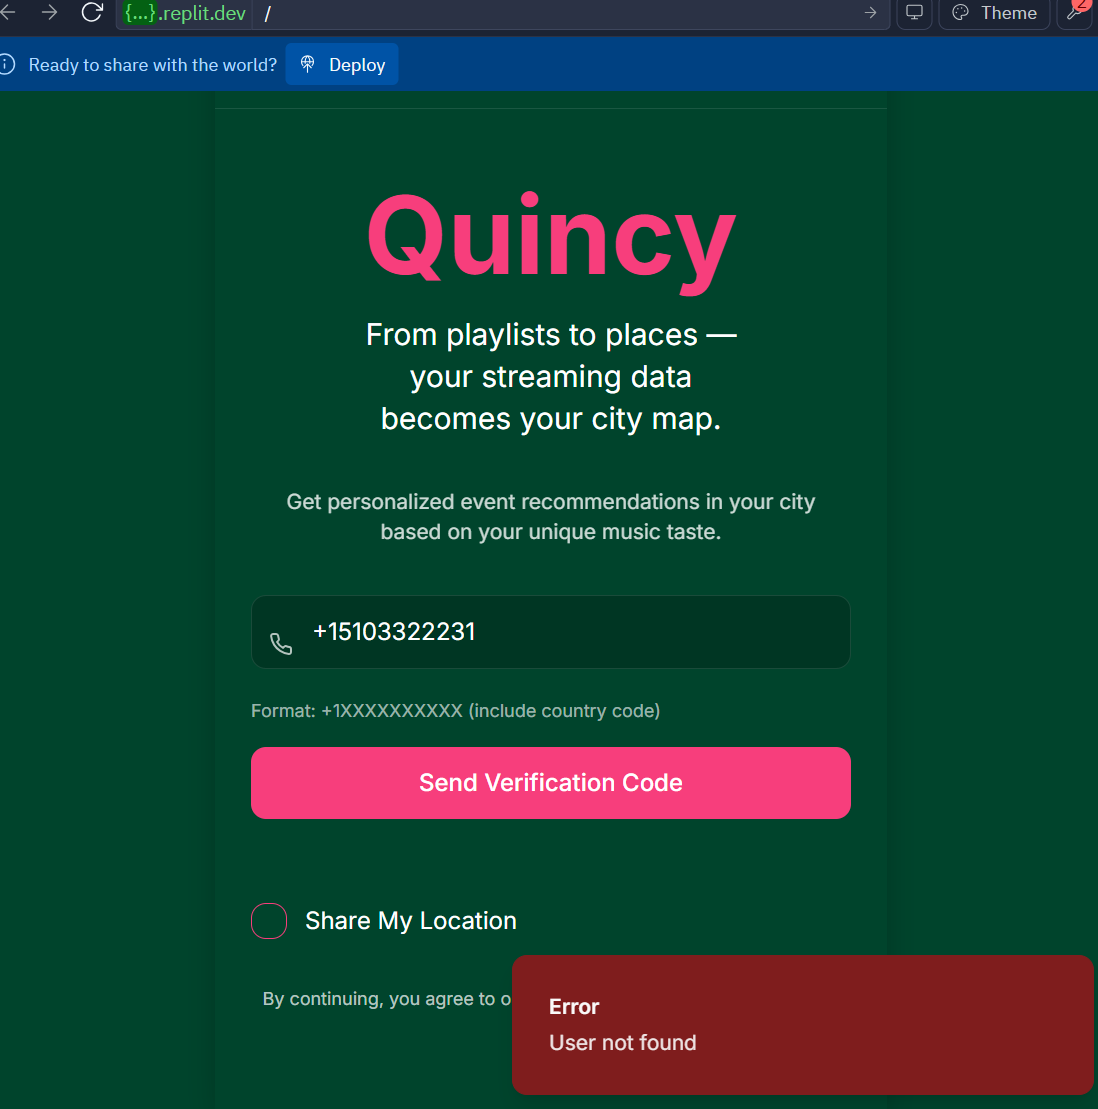 {...}.replit.dev /
Theme
2
Ready to share with the world?
Deploy
Quincy
From playlists to places —
your streaming data
becomes your city map.
Get personalized event recommendations in your city
based on your unique music taste.
+15103322231
Format: +1XXXXXXXXXX (include country code)
Send Verification Code
Share My Location
By continuing, you agree to o
Error
User not found